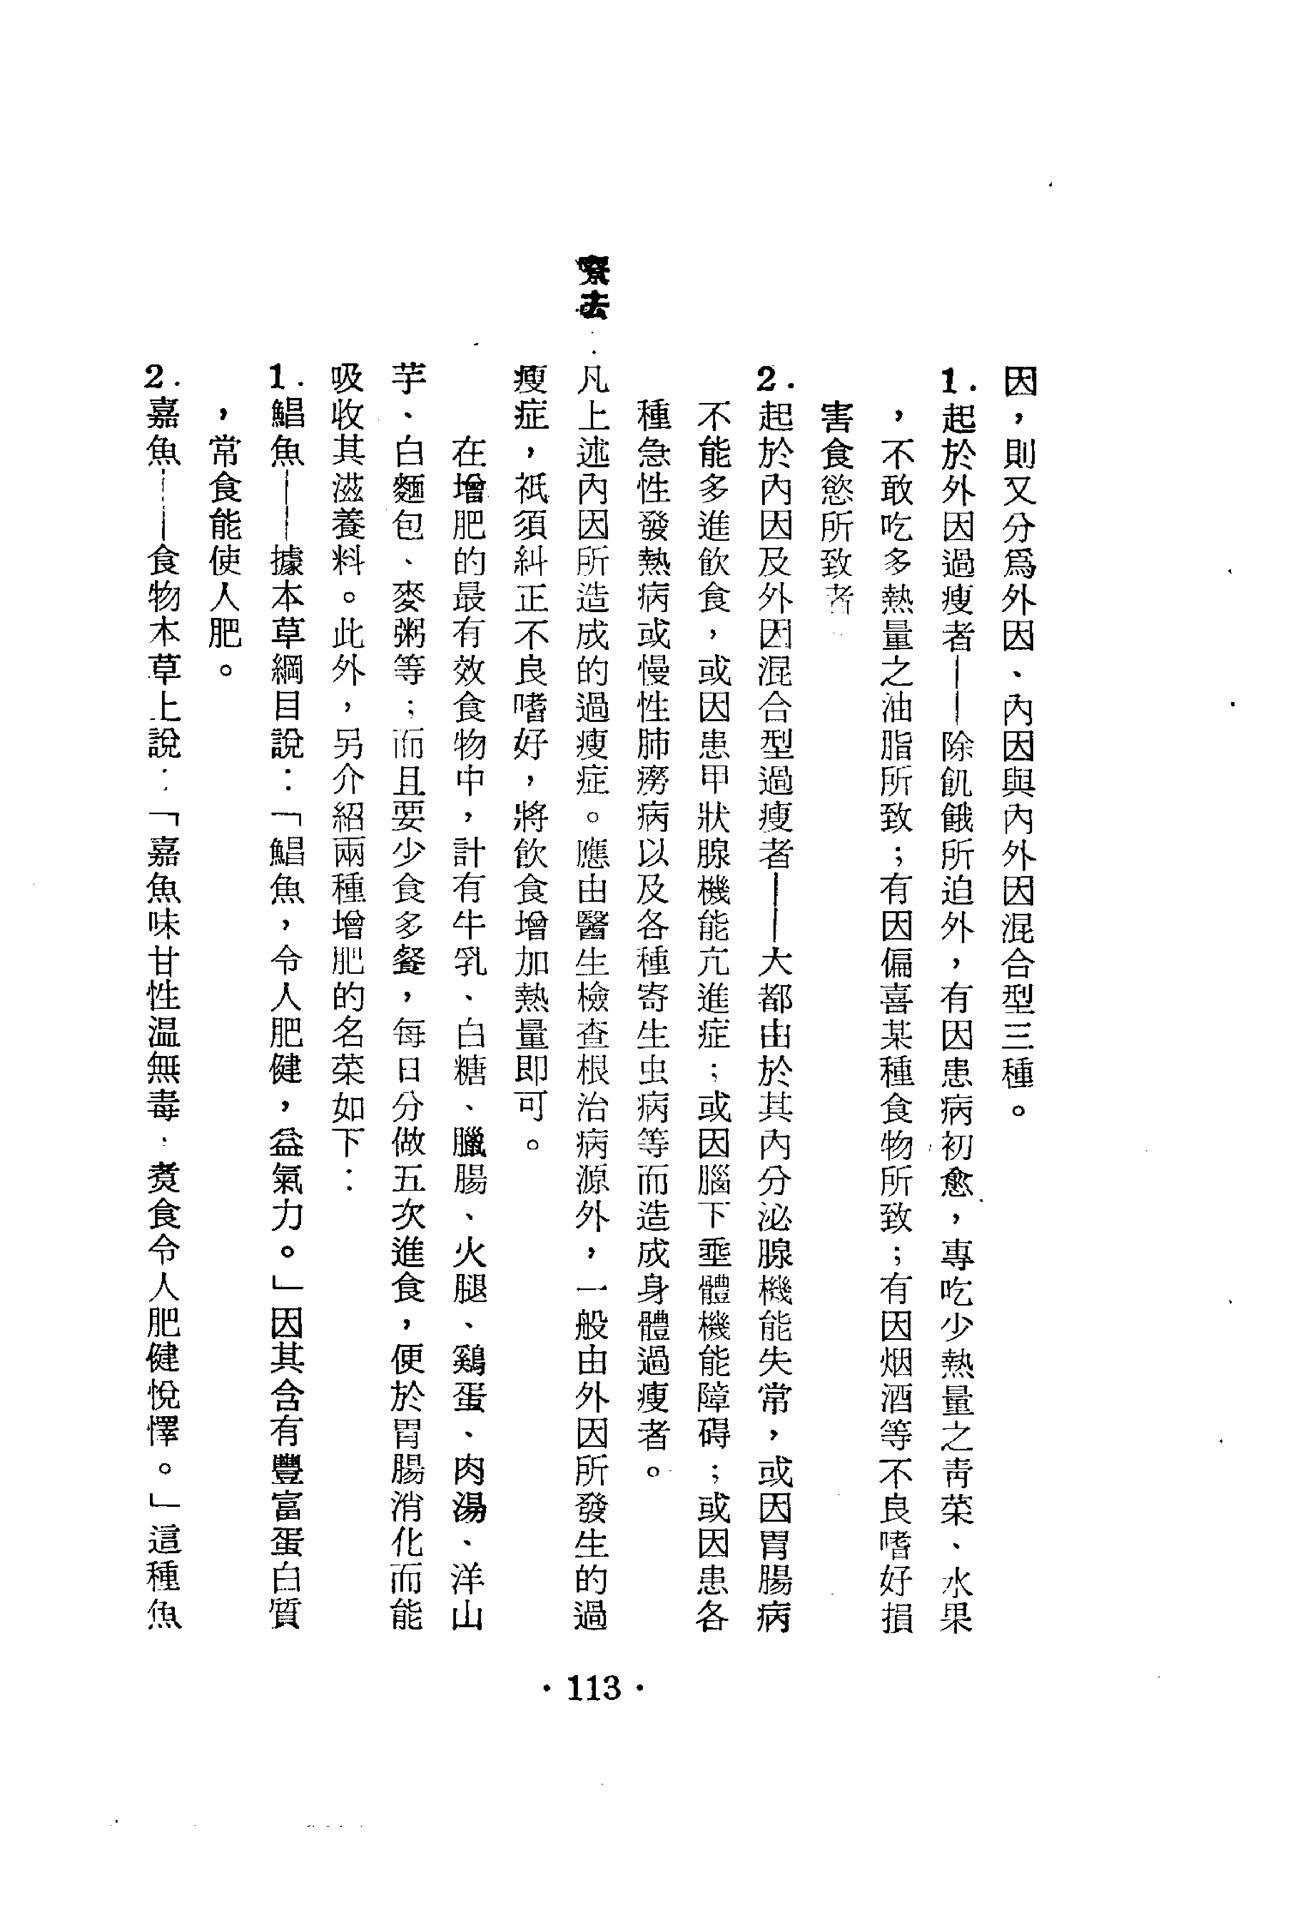 因，則又分爲外因、內因與內外因混合型三種。
1.起於外因過瘦者——除飢餓所迫外，有因患病初愈，專吃少熱量之靑菜、水果
，不敢吃多熱量之油脂所致；有因偏喜某種食物所致；有因烟酒等不良嗜好損
害食慾所致者
2.起於內因及外因混合型過瘦者——大都由於其內分泌腺機能失常，或因胃腸病
不能多進飲食，或因患甲狀腺機能亢進症；或因腦下垂體機能障碍；或因患各
種急性發熱病或慢性肺癆病以及各種寄生虫病等而造成身體過瘦者。
凡上述內因所造成的過瘦症。應由醫生檢查根治病源外，一般由外因所發生的過
瘦症，祇須糾正不良嗜好，將飲食增加熱量即可。
在增肥的最有效食物中，計有牛乳、白糖、臘腸、火腿、鷄蛋、肉湯、洋山
芋、白麵包、麥粥等；而且要少食多餐，每日分做五次進食，便於胃腸消化而能
吸收其滋養料。此外，另介紹兩種增肥的名菜如下：
1.鯧魚——據本草綱目說：「鯧魚，令人肥健，益氣力。」因其含有豐富蛋白質
，常食能使人肥。
2.嘉魚——食物本草上說：「嘉魚味甘性溫無毒．煑食令人肥健悅懌。」這種魚
•113•